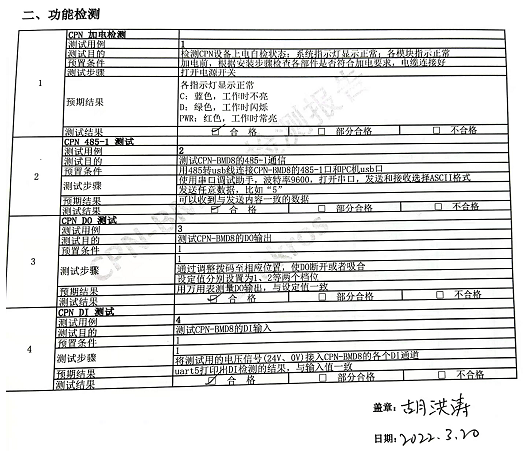 二、功能检测
1
CPN 加电检测
测试用例 1
测试目的 检测CPN设备上电自检状态：系统指示灯显示正常；各模块指示正常
预置条件 加电前，根据安装步骤检查各部件是否符合加电要求，电缆连接好
测试步骤 打开电源开关
预期结果 各指示灯显示正常
C：蓝色，工作时不亮
D：绿色，工作时闪烁
PWR：红色，工作时常亮
测试结果 合 格 部分合格 不合格
2
CPN 485-1 测试
测试用例 2
测试目的 测试CPN-BMD8的485-1通信
预置条件 用485转usb线连接CPN-BMD8的485-1口和PC机usb口
测试步骤 使用串口调试助手，波特率9600，打开串口，发送和接收选择ASCII格式
发送任意数据，比如“5”
预期结果 可以收到与发送内容一致的数据
测试结果 合 格 部分合格 不合格
3
CPN DO 测试
测试用例 3
测试目的 测试CPN-BMD8的DO输出
预置条件 1
测试步骤 1
通过调整拨码至相应位置，使DO断开或者吸合
设定值分别设置为1、2等两个档位
预期结果 用万用表测量DO输出，与设定值一致
测试结果 合 格 部分合格 不合格
4
CPN DI 测试
测试用例 4
测试目的 测试CPN-BMD8的DI输入
预置条件 1
测试步骤 1
将测试用的电压信号(24V、0V)接入CPN-BMD8的各个DI通道
预期结果 uart5打印出DI检测的结果，与输入值一致
测试结果 合 格 部分合格 不合格
盖章：胡洪涛
日期：2022.3.20